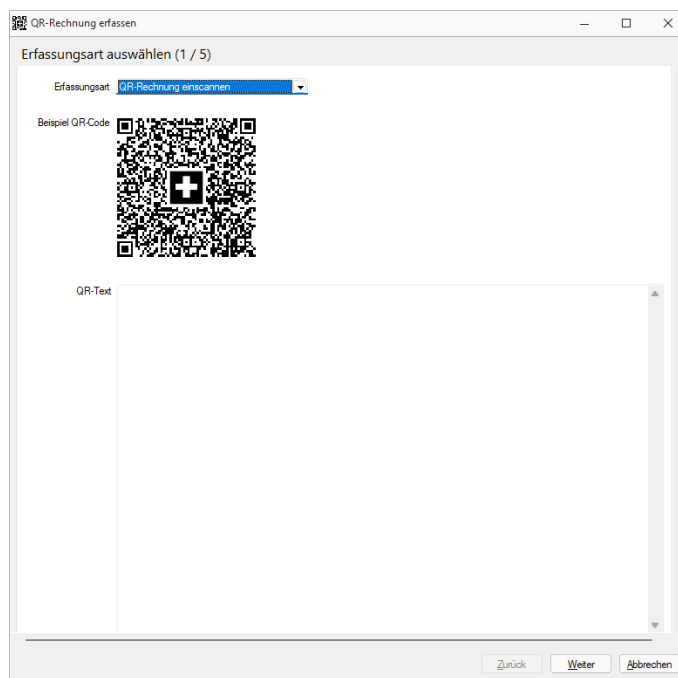 QR-Rechnung erfassen
Erfassungsart auswählen (1 / 5)
Erfassungsart QR-Rechnung einscannen
Beispiel QR-Code
QR-Text
Zurück Weiter Abbrechen